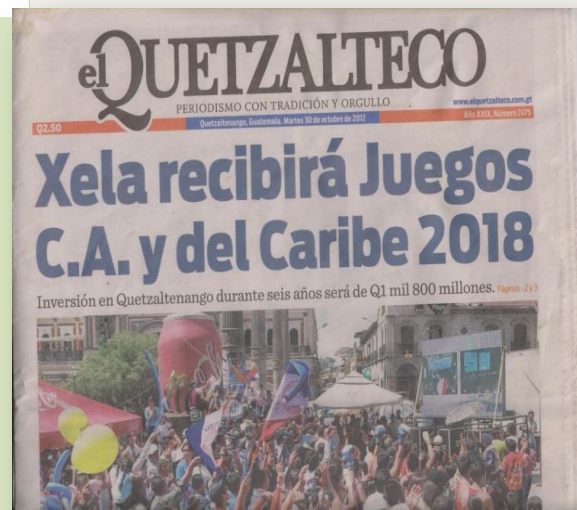 el QUETZALTECO
PERIODISMO CON TRADICIÓN Y ORGULLO
www.elquetzalteco.com.gt
Q2.50
Quetzaltenango, Guatemala. Martes 30 de octubre de 2012
Año XXIX, Número 2475
Xela recibirá Juegos
C.A. y del Caribe 2018
Inversión en Quetzaltenango durante seis años será de Q1 mil 800 millones. Páginas - 2 y 3